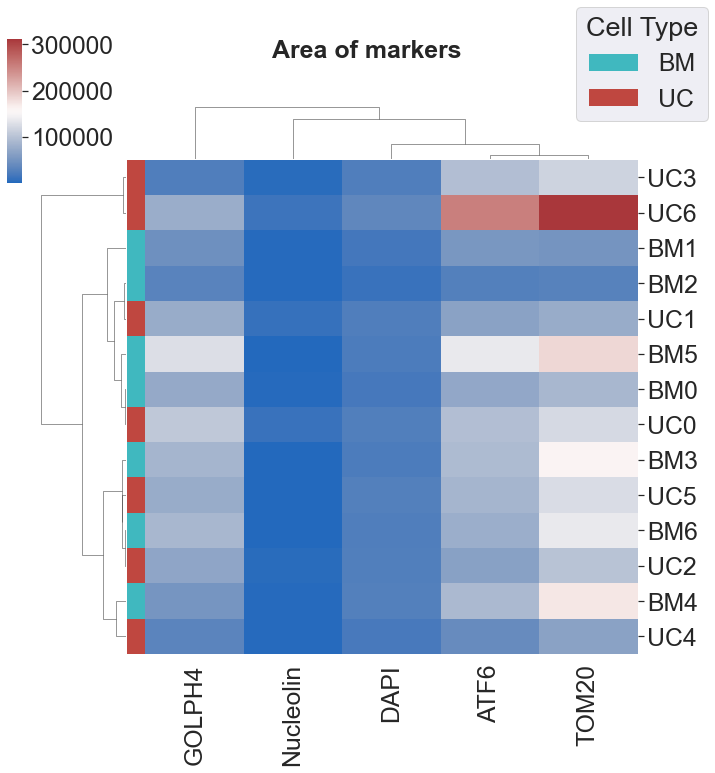 Area of markers
Cell Type
BM
UC
300000
200000
100000
UC3
UC6
BM1
BM2
UC1
BM5
BM0
UC0
BM3
UC5
BM6
UC2
BM4
UC4
GOLPH4
Nucleolin
DAPI
ATF6
TOM20